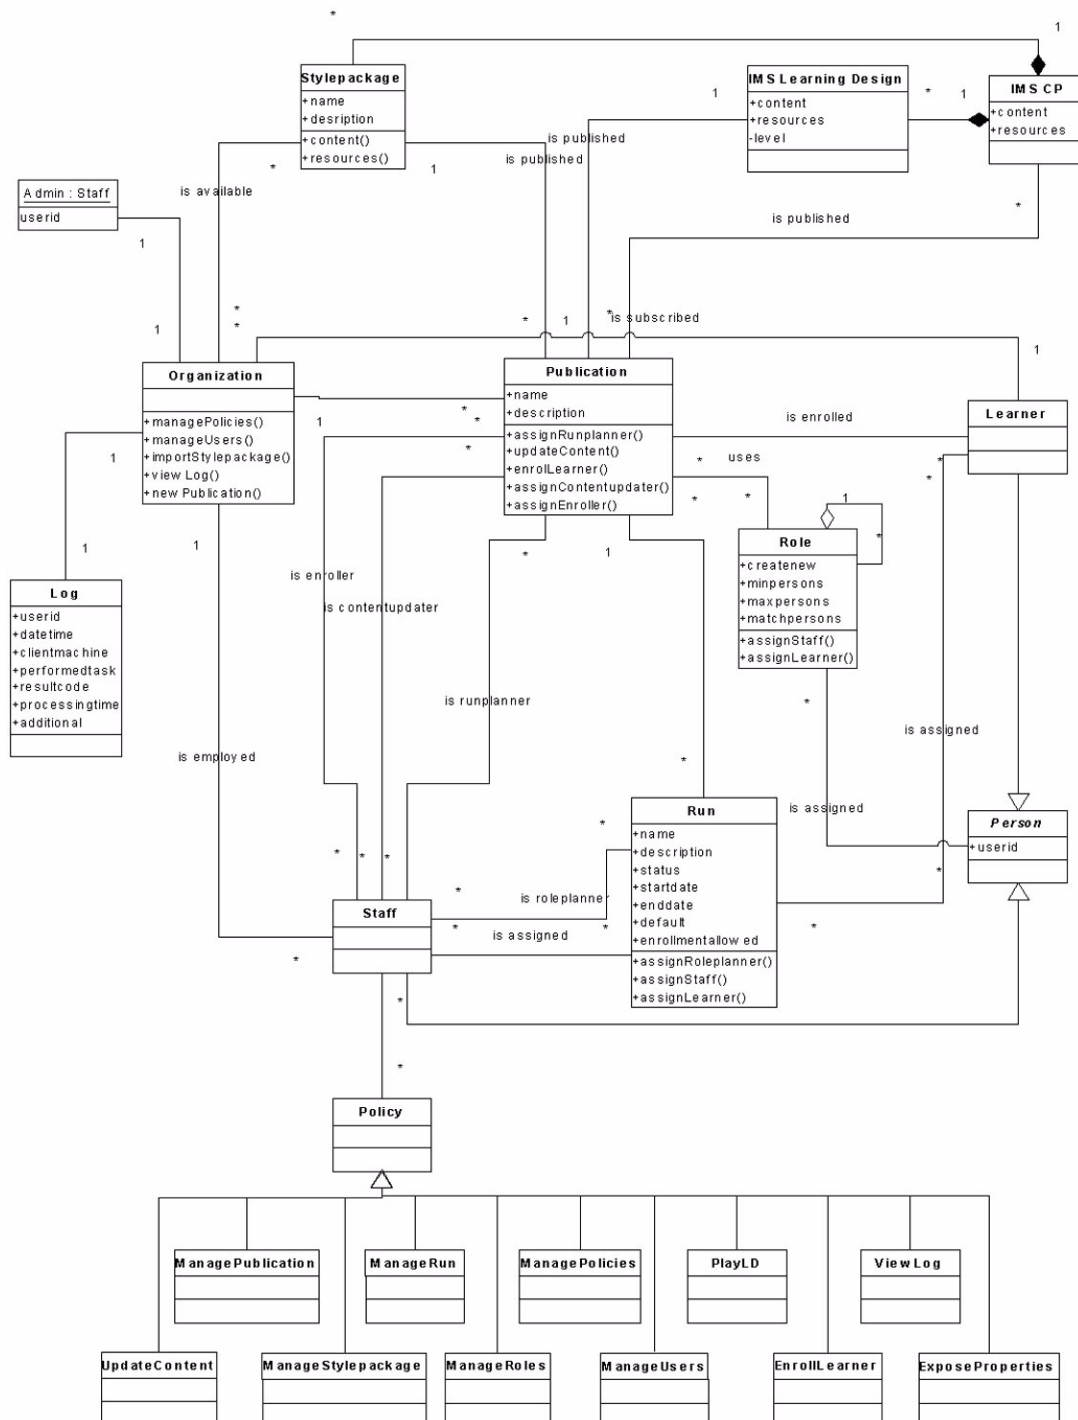 *
1
Stylepackage
+name
+desription
+content()
+resources()
IMS Learning Design
+content
+resources
-level
IMS CP
+content
+resources
1
*
1
is published
is published
*
1
is available
*
is published
Admin : Staff
userid
1
1
*
*
*
1
*
is subscribed
1
Organization
+managePolicies()
+manageUsers()
+importStylepackage()
+view Log()
+new Publication()
Publication
+name
+description
+assignRunplanner()
+updateContent()
+enrolLearner()
+assignContentupdater()
+assignEnroller()
Learner
is enrolled
1
*
*
*
uses
*
*
*
*
*
1
1
1
*
1
*
1
Role
+createnew
+minpersons
+maxpersons
+matchpersons
+assignStaff()
+assignLearner()
Log
+userid
+datetime
+clientmachine
+performedtask
+resultcode
+processingtime
+additional
is enroller
is contentupdater
is runplanner
*
is assigned
is employed
*
is assigned
Run
+name
+description
+status
+startdate
+enddate
+default
+enrollmentallowed
+assignRoleplanner()
+assignStaff()
+assignLearner()
Person
+userid
*
*
*
*
*
*
is roleplanner
Staff
*
is assigned
*
*
*
*
*
Policy
ManagePublication
ManageRun
ManagePolicies
PlayLD
ViewLog
UpdateContent
ManageStylepackage
ManageRoles
ManageUsers
EnrollLearner
ExposeProperties